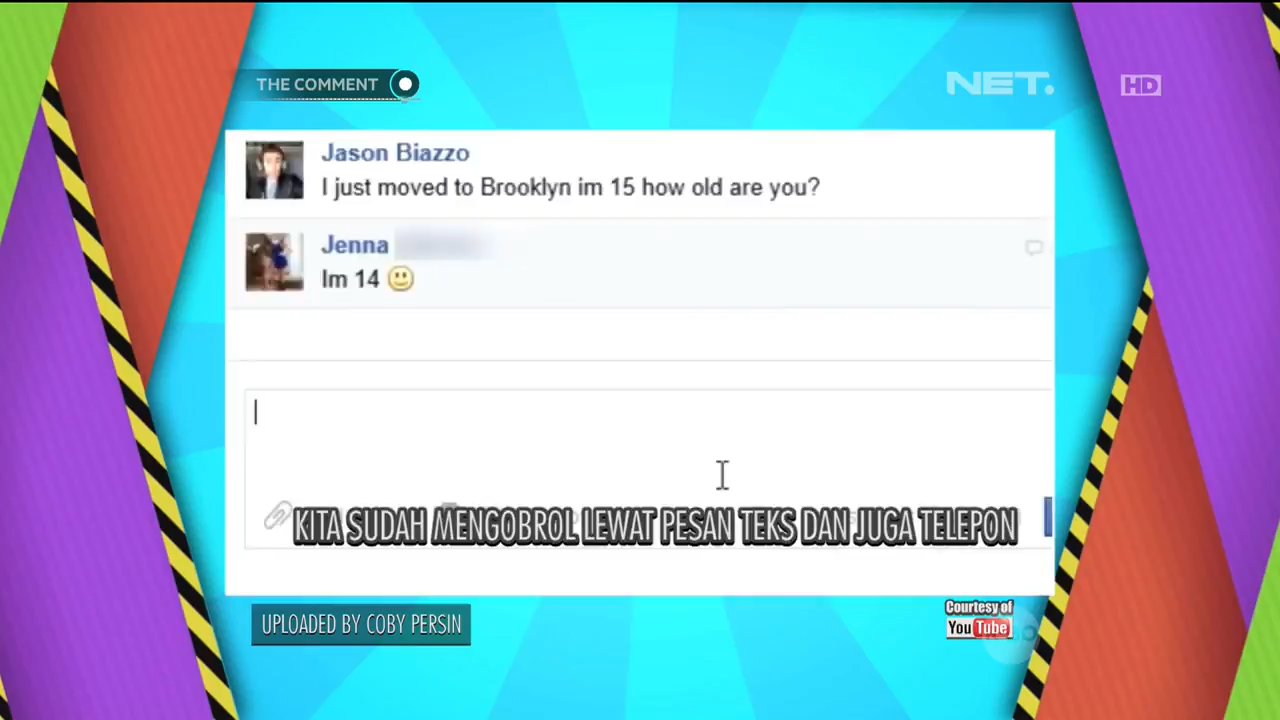 THE COMMENT
NET.
HD
Jason Biazzo
I just moved to Brooklyn im 15 how old are you?
Jenna
Im 14
KITA SUDAH MENGOBROL LEWAT PESAN TEKS DAN JUGA TELEPON
UPLOADED BY COBY PERSIN
Courtesy of
YouTube